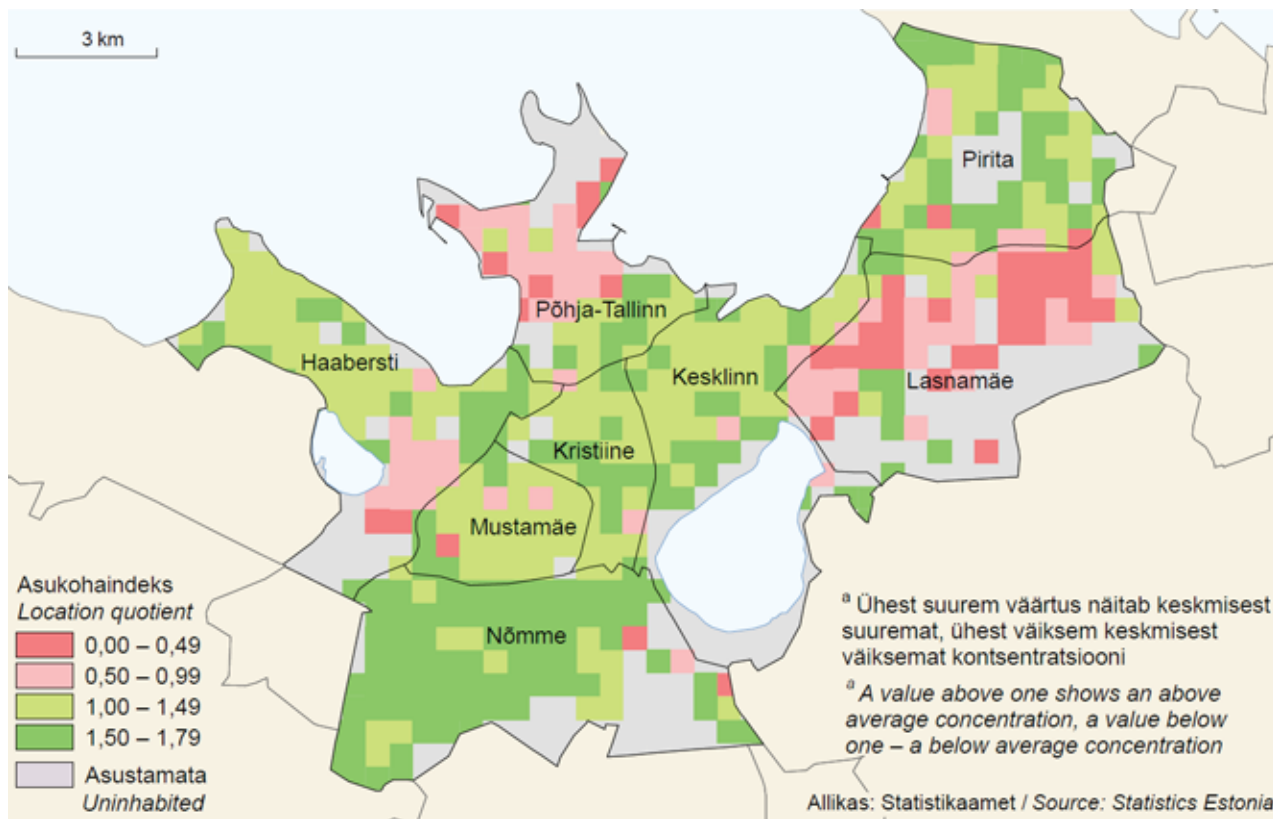 3 km
Pirita
Põhja-Tallinn
Haabersti
Kesklinn
Lasnamäe
Kristiine
Mustamäe
Nõmme
Asukohaindeks
Location quotient
0,00 – 0,49
0,50 – 0,99
1,00 – 1,49
1,50 – 1,79
Asustamata
Uninhabited
a Ühest suurem väärtus näitab keskmisest
suuremat, ühest väiksem keskmisest
väiksemat kontsentratsiooni
a A value above one shows an above
average concentration, a value below
one – a below average concentration
Allikas: Statistikaamet / Source: Statistics Estonia